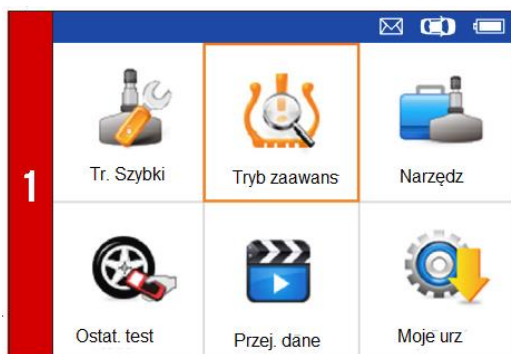 1
Tr. Szybki
Tryb zaawans
Narzędz
Ostat. test
Przej. dane
Moje urz